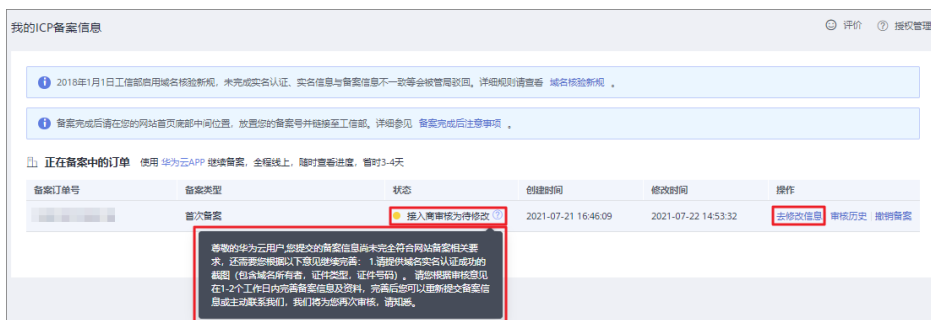 我的ICP备案信息 评价 授权管理
2018年1月1日工信部启用域名核验新规，未完成实名认证、实名信息与备案信息不一致等会被管局驳回。详细规则请查看 域名核验新规 。
备案完成后请在您的网站首页底部中间位置，放置您的备案号并链接至工信部。详细参见 备案完成后注意事项 。
正在备案中的订单 使用 华为云APP 继续备案，全程线上，随时查看进度，暂时3-4天
备案订单号 备案类型 状态 创建时间 修改时间 操作
首次备案 接入商审核为待修改 2021-07-21 16:46:09 2021-07-22 14:53:32 去修改信息 审核历史 撤销备案
尊敬的华为云用户,您提交的备案信息尚未完全符合网站备案相关要
求，还需要您根据以下意见继续完善： 1.请提供域名实名认证成功的
截图（包含域名所有者，证件类型，证件号码）。 请您根据审核意见
在1-2个工作日内完善备案信息及资料，完善后您可以重新提交备案信
息或主动联系我们，我们将为您再次审核，请知悉。